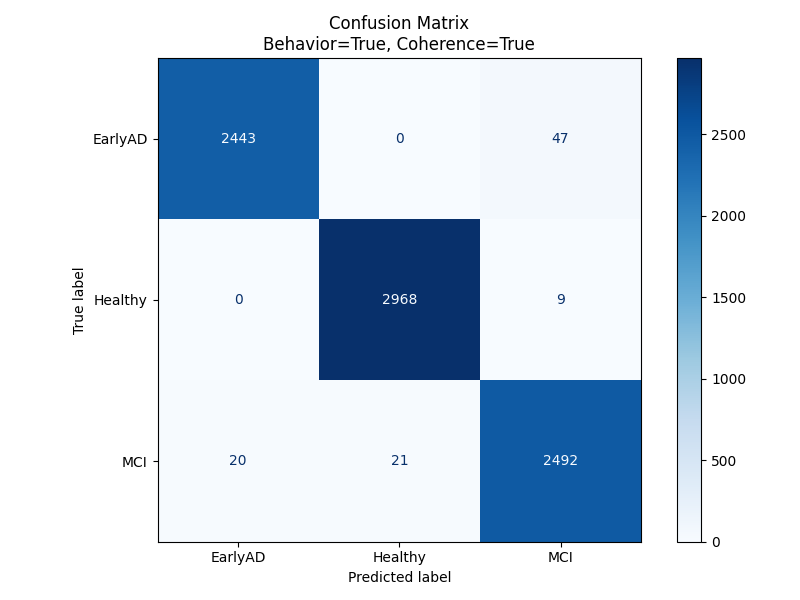 Confusion Matrix
Behavior=True, Coherence=True
True label
EarlyAD
2443 0 47
Healthy
0 2968 9
MCI
20 21 2492
EarlyAD Healthy MCI
Predicted label
2500
2000
1500
1000
500
0